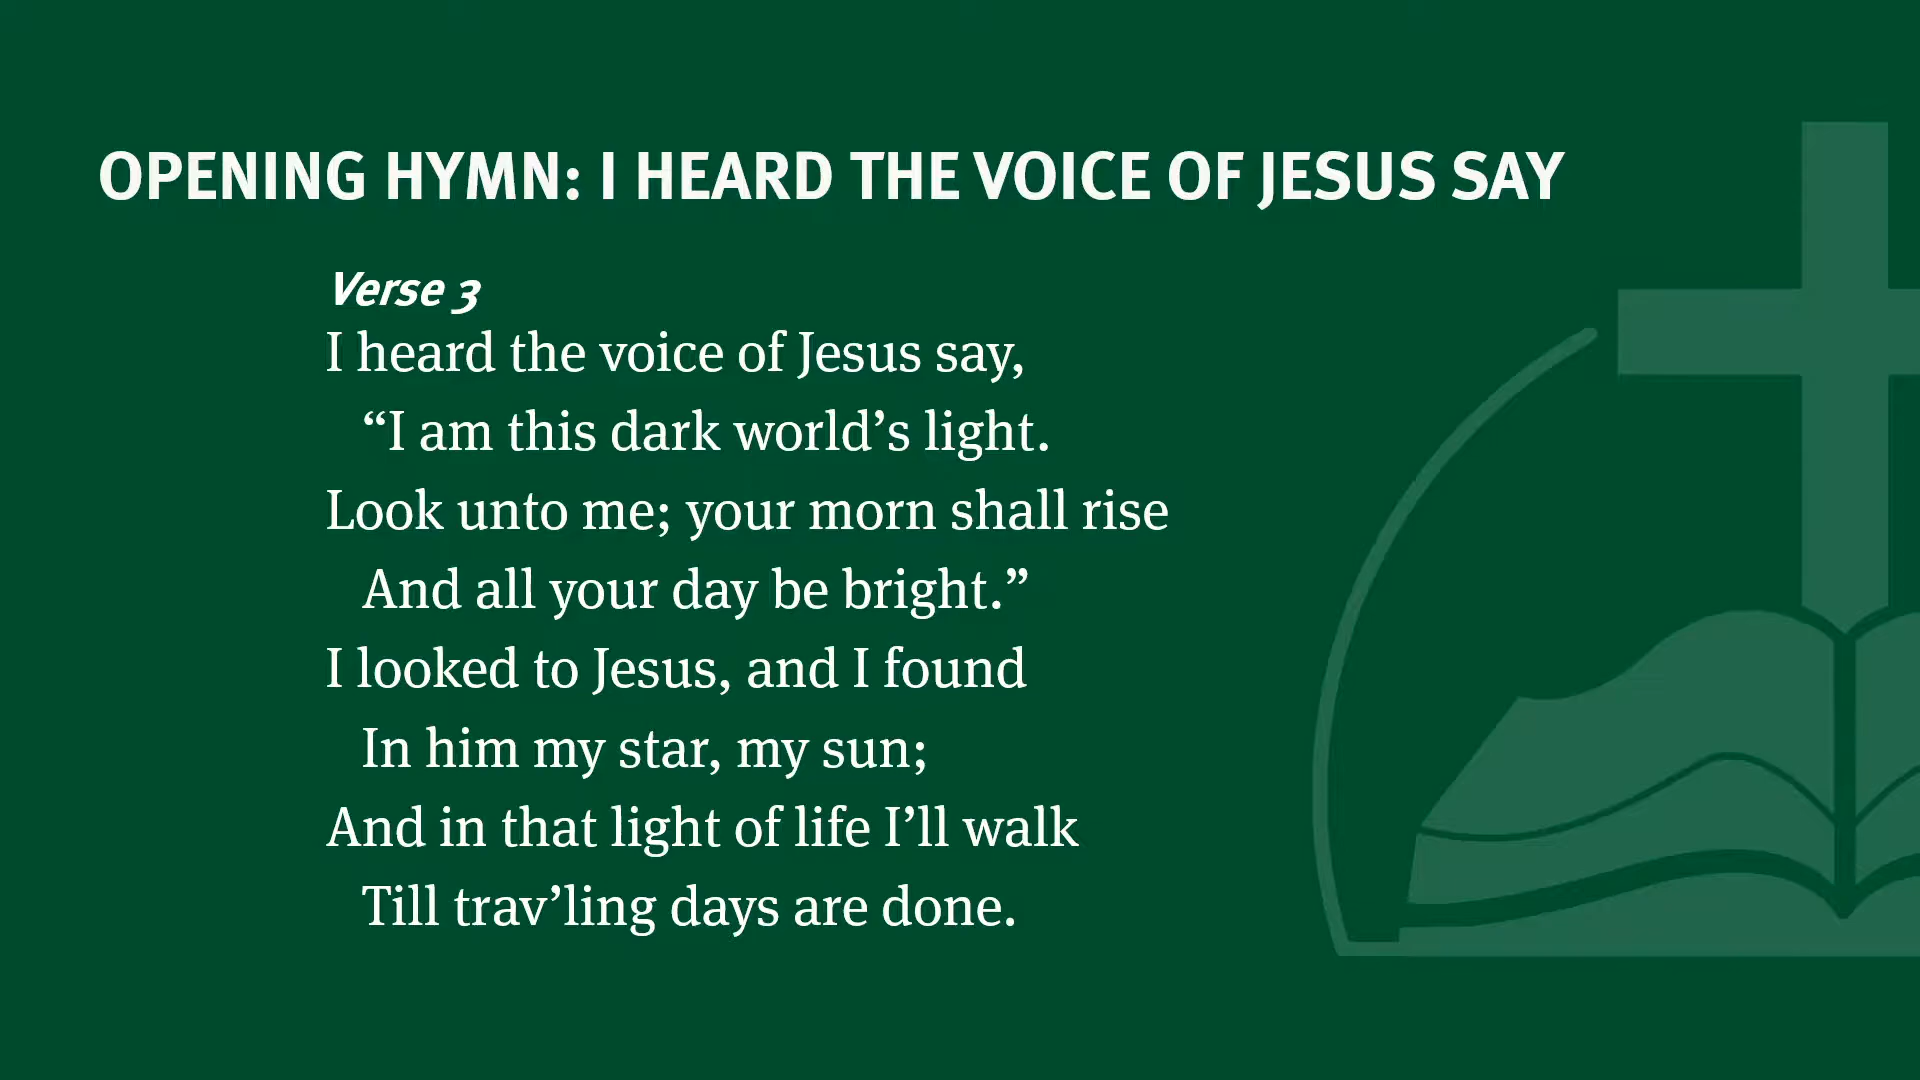 OPENING HYMN: I HEARD THE VOICE OF JESUS SAY
Verse 3
I heard the voice of Jesus say,
“I am this dark world’s light.
Look unto me; your morn shall rise
And all your day be bright.”
I looked to Jesus, and I found
In him my star, my sun;
And in that light of life I’ll walk
Till trav’ling days are done.